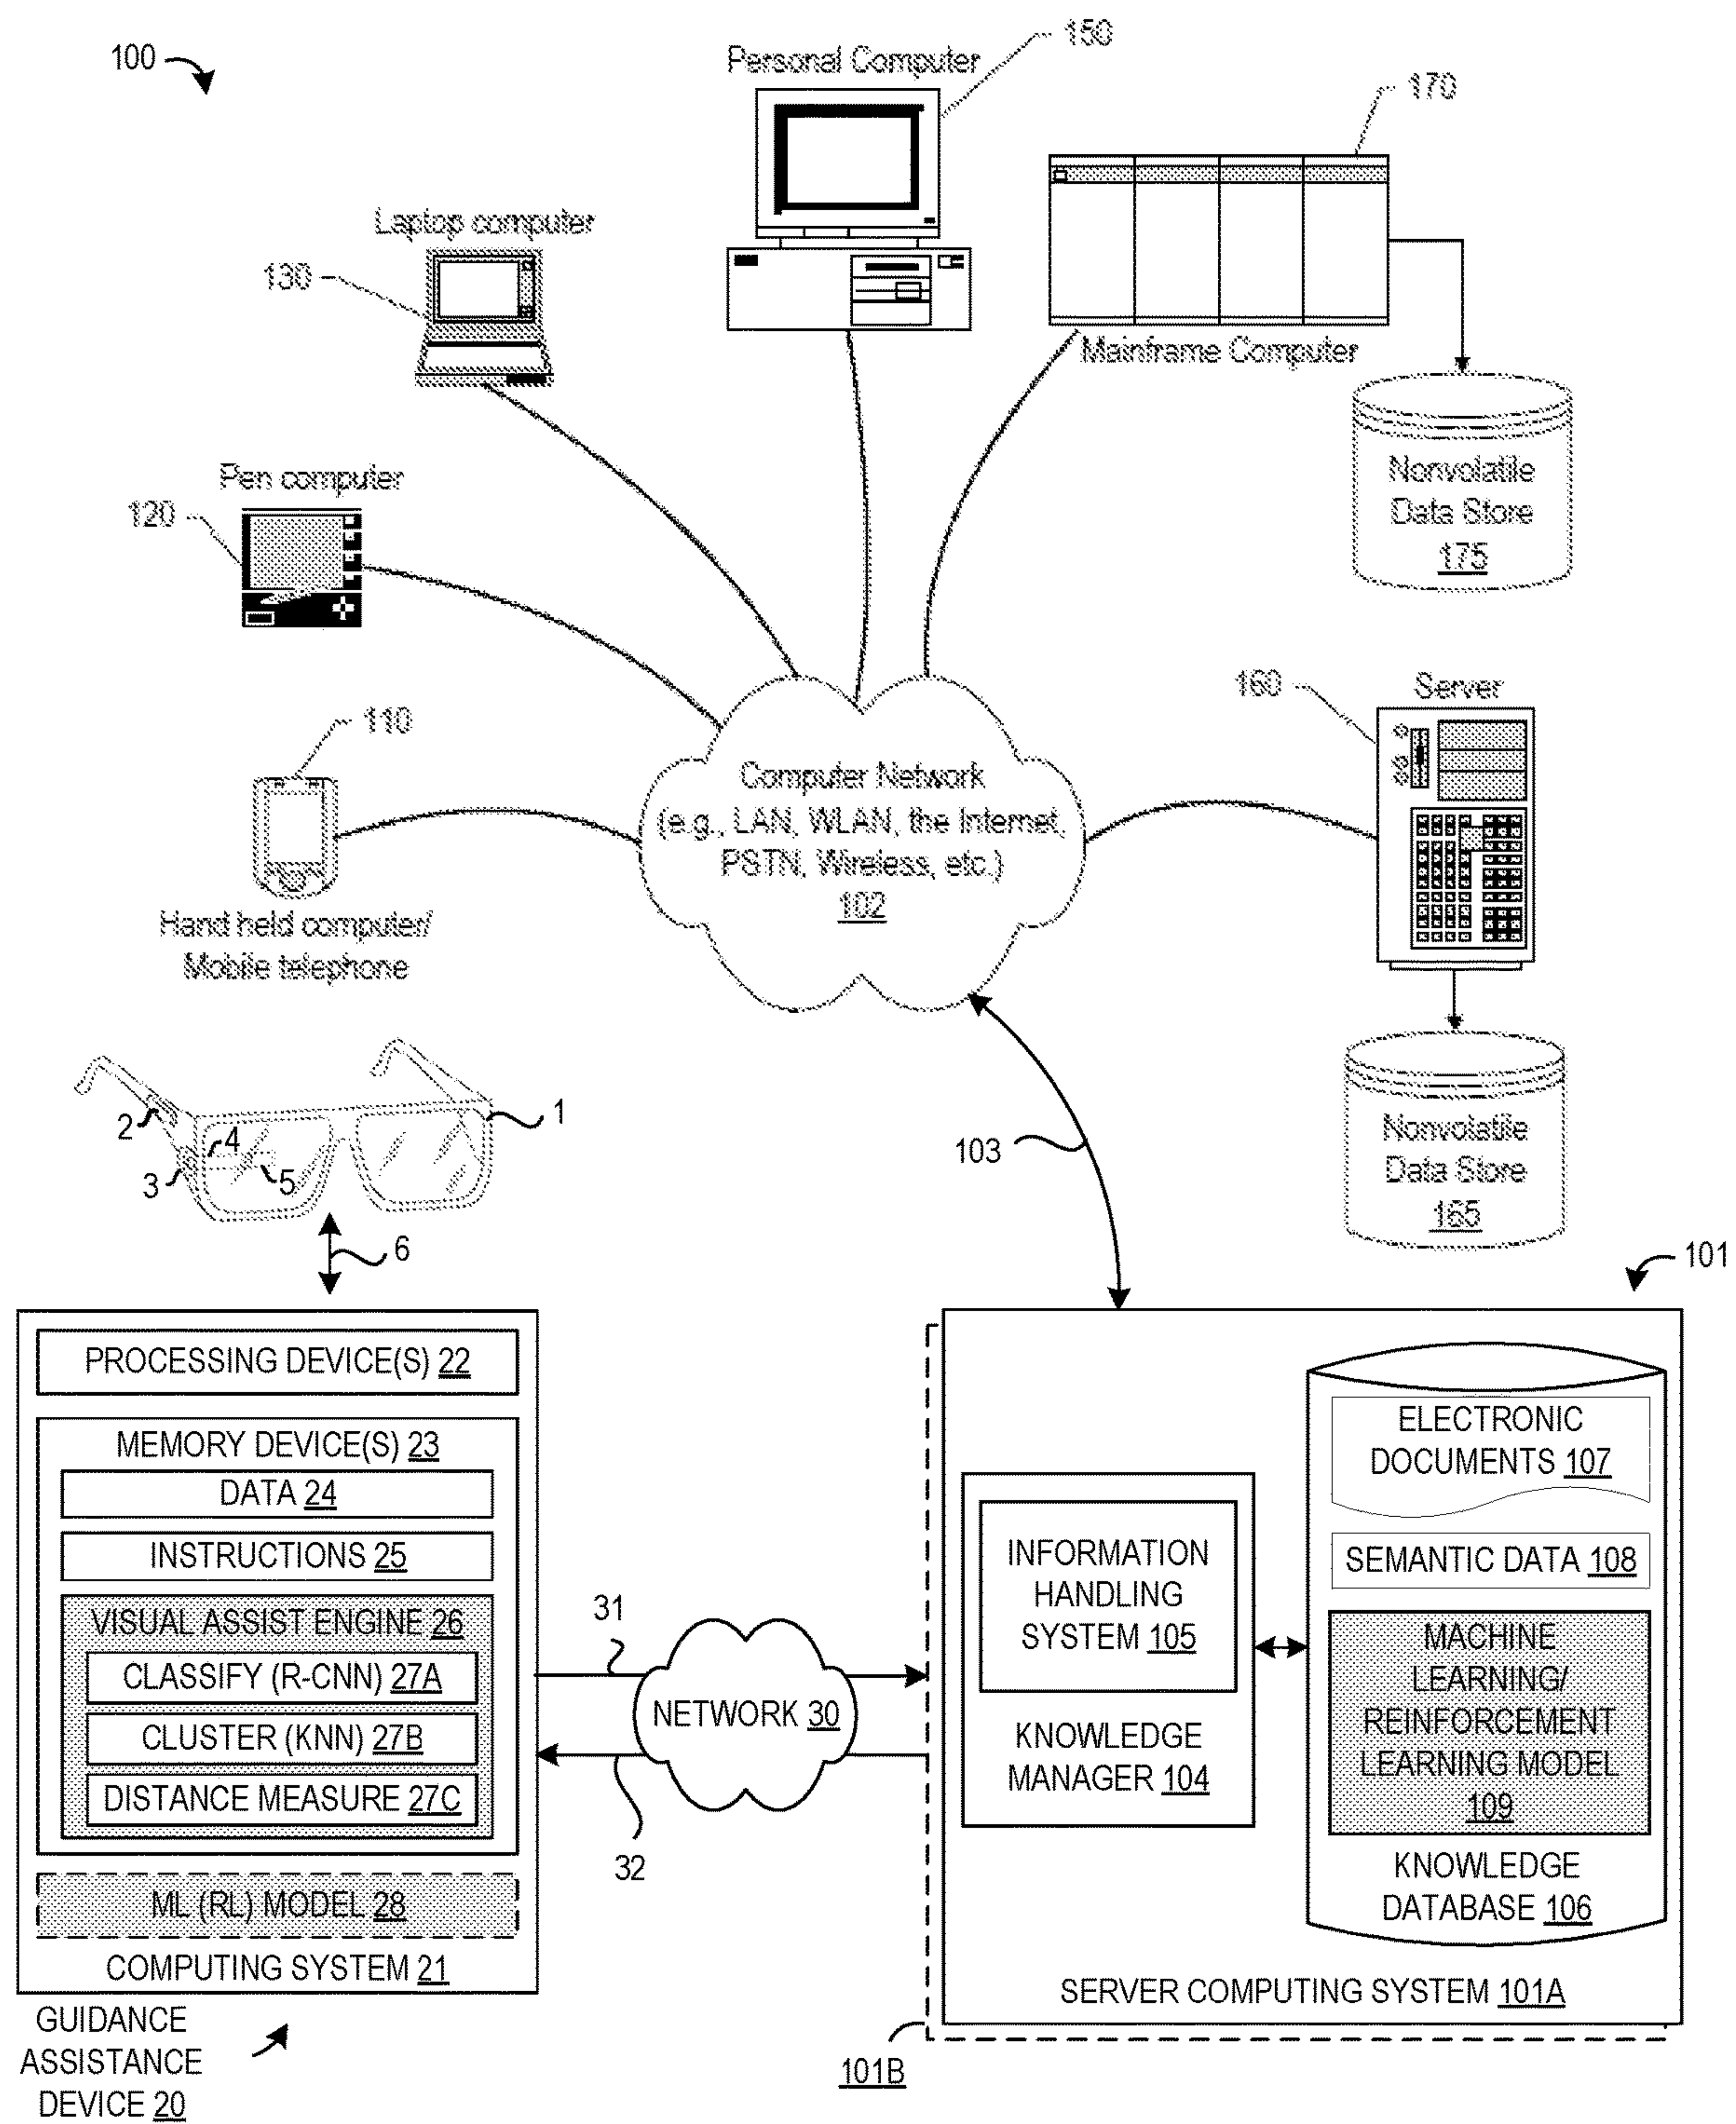 100
Personal Computer
150
170
Laptop computer
130
Mainframe Computer
Nonvolatile
Data Store
175
Pen computer
120
160
Server
110
Computer Network
(e.g., LAN, WLAN, the Internet,
PSTN, Wireless, etc.)
102
Hand held computer/
Mobile telephone
Nonvolatile
Data Store
165
1
2
3
4
5
6
103
101
PROCESSING DEVICE(S) 22
MEMORY DEVICE(S) 23
DATA 24
INSTRUCTIONS 25
VISUAL ASSIST ENGINE 26
CLASSIFY (R-CNN) 27A
CLUSTER (KNN) 27B
DISTANCE MEASURE 27C
ML (RL) MODEL 28
COMPUTING SYSTEM 21
GUIDANCE
ASSISTANCE
DEVICE 20
31
NETWORK 30
32
INFORMATION
HANDLING
SYSTEM 105
KNOWLEDGE
MANAGER 104
ELECTRONIC
DOCUMENTS 107
SEMANTIC DATA 108
MACHINE
LEARNING/
REINFORCEMENT
LEARNING MODEL
109
KNOWLEDGE
DATABASE 106
SERVER COMPUTING SYSTEM 101A
101B